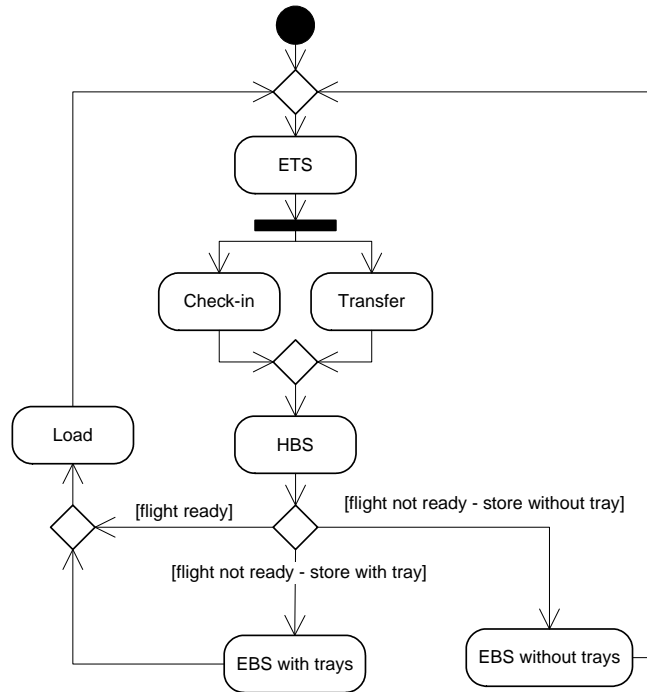 ETS
Check-in
Transfer
Load
HBS
[flight ready]
[flight not ready - store without tray]
[flight not ready - store with tray]
EBS with trays
EBS without trays